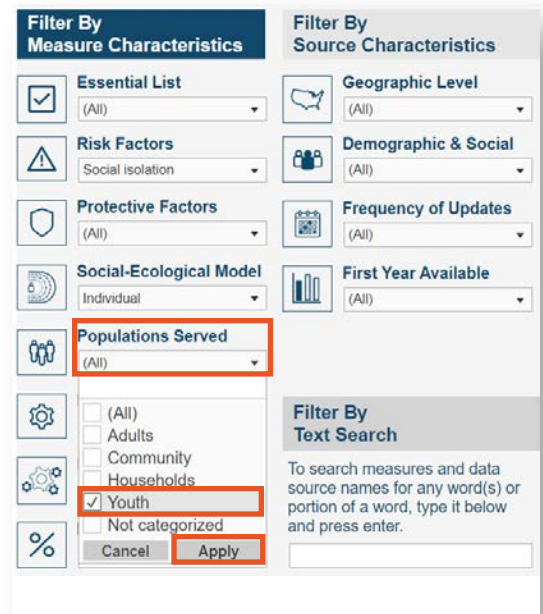 Filter By
Measure Characteristics
Essential List
(All)
Risk Factors
Social isolation
Protective Factors
(All)
Social-Ecological Model
Individual
Populations Served
(All)
(All)
Adults
Community
Households
Youth
Not categorized
Cancel Apply
Filter By
Source Characteristics
Geographic Level
(All)
Demographic & Social
(All)
Frequency of Updates
(All)
First Year Available
(All)
Filter By
Text Search
To search measures and data
source names for any word(s) or
portion of a word, type it below
and press enter.